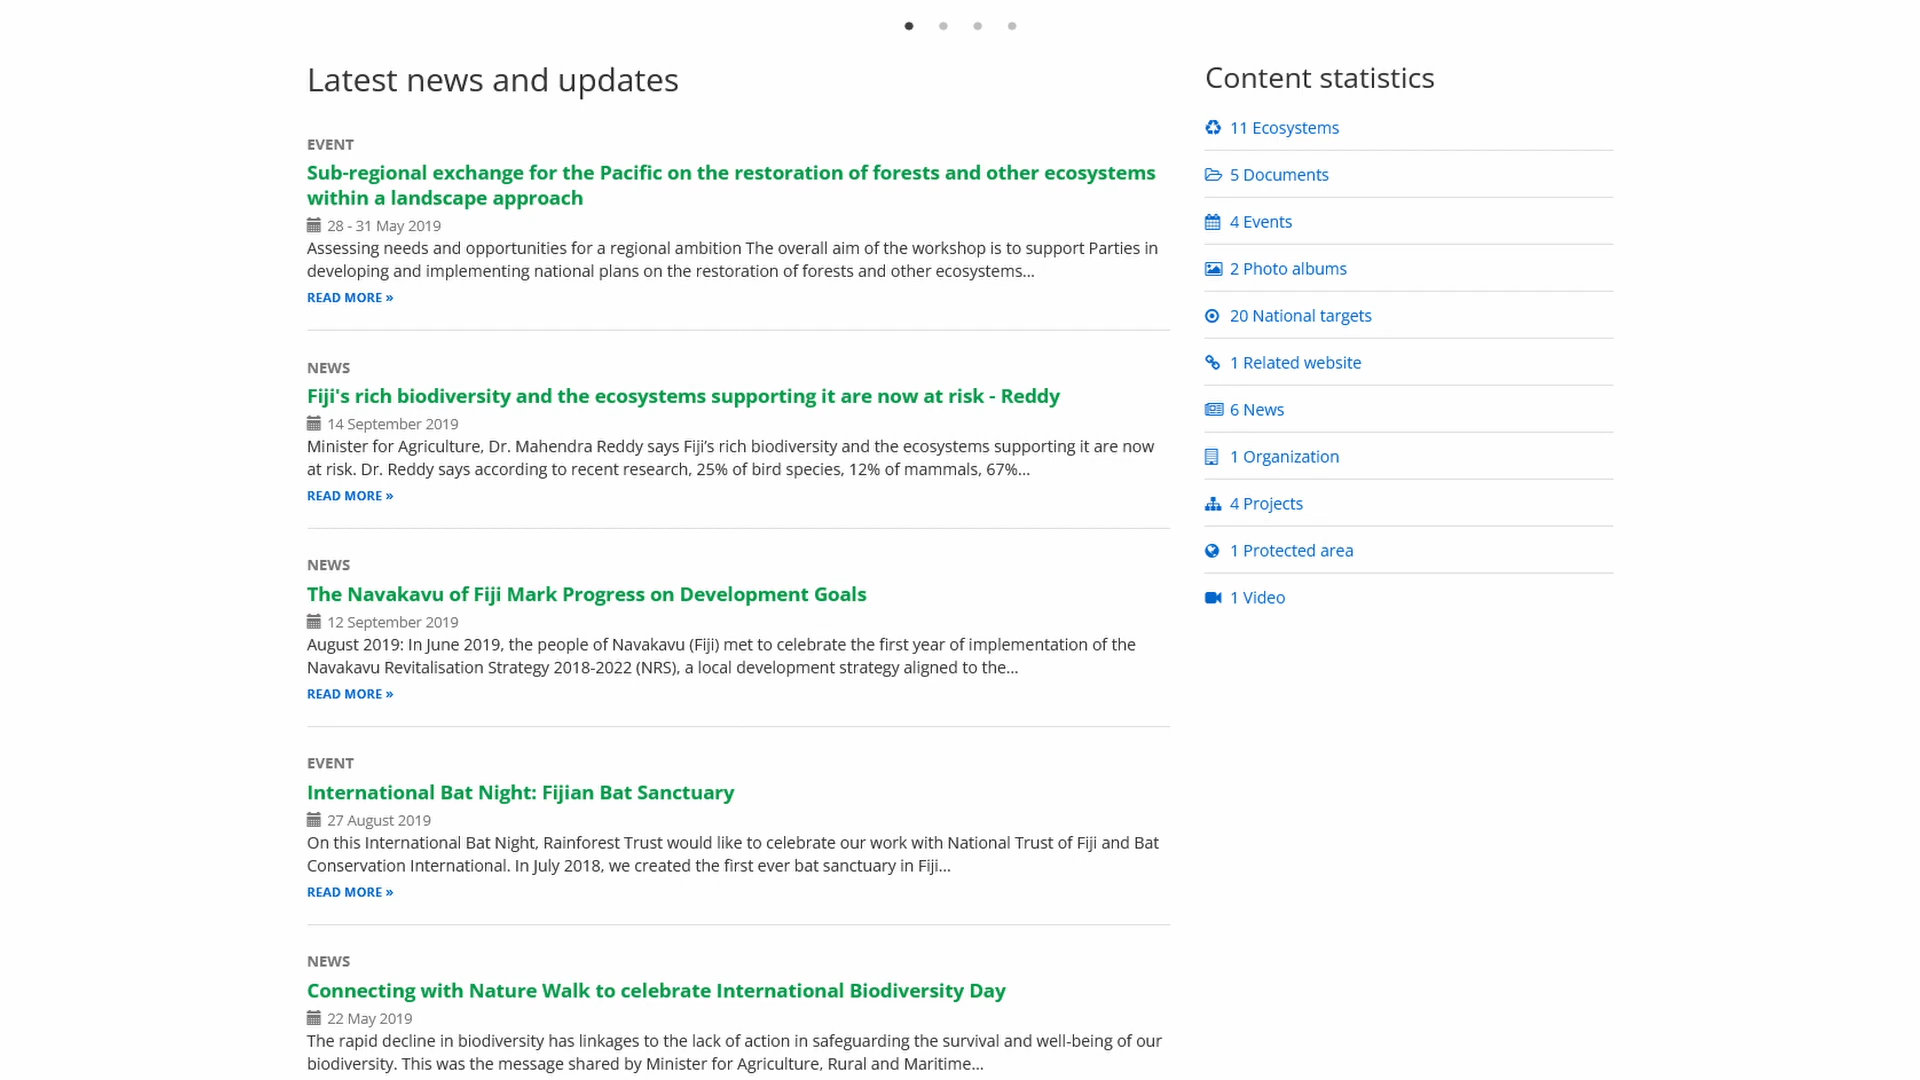 Latest news and updates
EVENT
Sub-regional exchange for the Pacific on the restoration of forests and other ecosystems
within a landscape approach
28 - 31 May 2019
Assessing needs and opportunities for a regional ambition The overall aim of the workshop is to support Parties in
developing and implementing national plans on the restoration of forests and other ecosystems...
READ MORE »
NEWS
Fiji's rich biodiversity and the ecosystems supporting it are now at risk - Reddy
14 September 2019
Minister for Agriculture, Dr. Mahendra Reddy says Fiji’s rich biodiversity and the ecosystems supporting it are now
at risk. Dr. Reddy says according to recent research, 25% of bird species, 12% of mammals, 67%...
READ MORE »
NEWS
The Navakavu of Fiji Mark Progress on Development Goals
12 September 2019
August 2019: In June 2019, the people of Navakavu (Fiji) met to celebrate the first year of implementation of the
Navakavu Revitalisation Strategy 2018-2022 (NRS), a local development strategy aligned to the...
READ MORE »
EVENT
International Bat Night: Fijian Bat Sanctuary
27 August 2019
On this International Bat Night, Rainforest Trust would like to celebrate our work with National Trust of Fiji and Bat
Conservation International. In July 2018, we created the first ever bat sanctuary in Fiji...
READ MORE »
NEWS
Connecting with Nature Walk to celebrate International Biodiversity Day
22 May 2019
The rapid decline in biodiversity has linkages to the lack of action in safeguarding the survival and well-being of our
biodiversity. This was the message shared by Minister for Agriculture, Rural and Maritime...
Content statistics
11 Ecosystems
5 Documents
4 Events
2 Photo albums
20 National targets
1 Related website
6 News
1 Organization
4 Projects
1 Protected area
1 Video